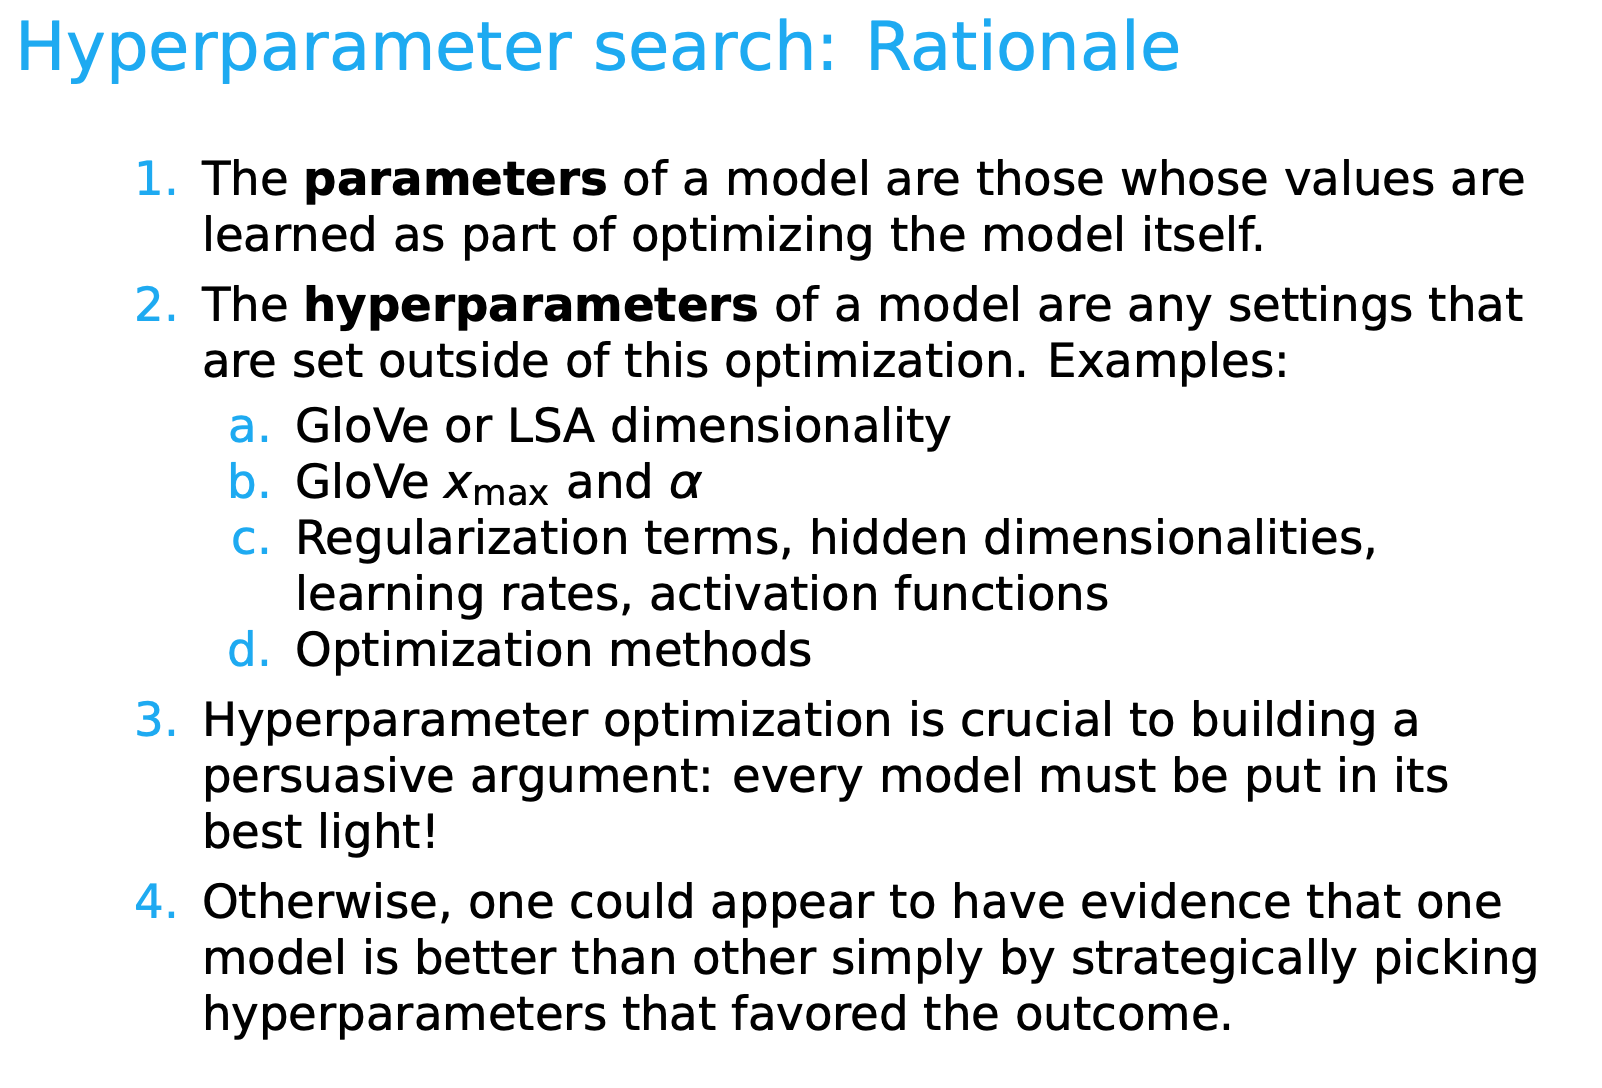 Hyperparameter search: Rationale
1. The parameters of a model are those whose values are
learned as part of optimizing the model itself.
2. The hyperparameters of a model are any settings that
are set outside of this optimization. Examples:
a. GloVe or LSA dimensionality
b. GloVe xmax and α
c. Regularization terms, hidden dimensionalities,
learning rates, activation functions
d. Optimization methods
3. Hyperparameter optimization is crucial to building a
persuasive argument: every model must be put in its
best light!
4. Otherwise, one could appear to have evidence that one
model is better than other simply by strategically picking
hyperparameters that favored the outcome.